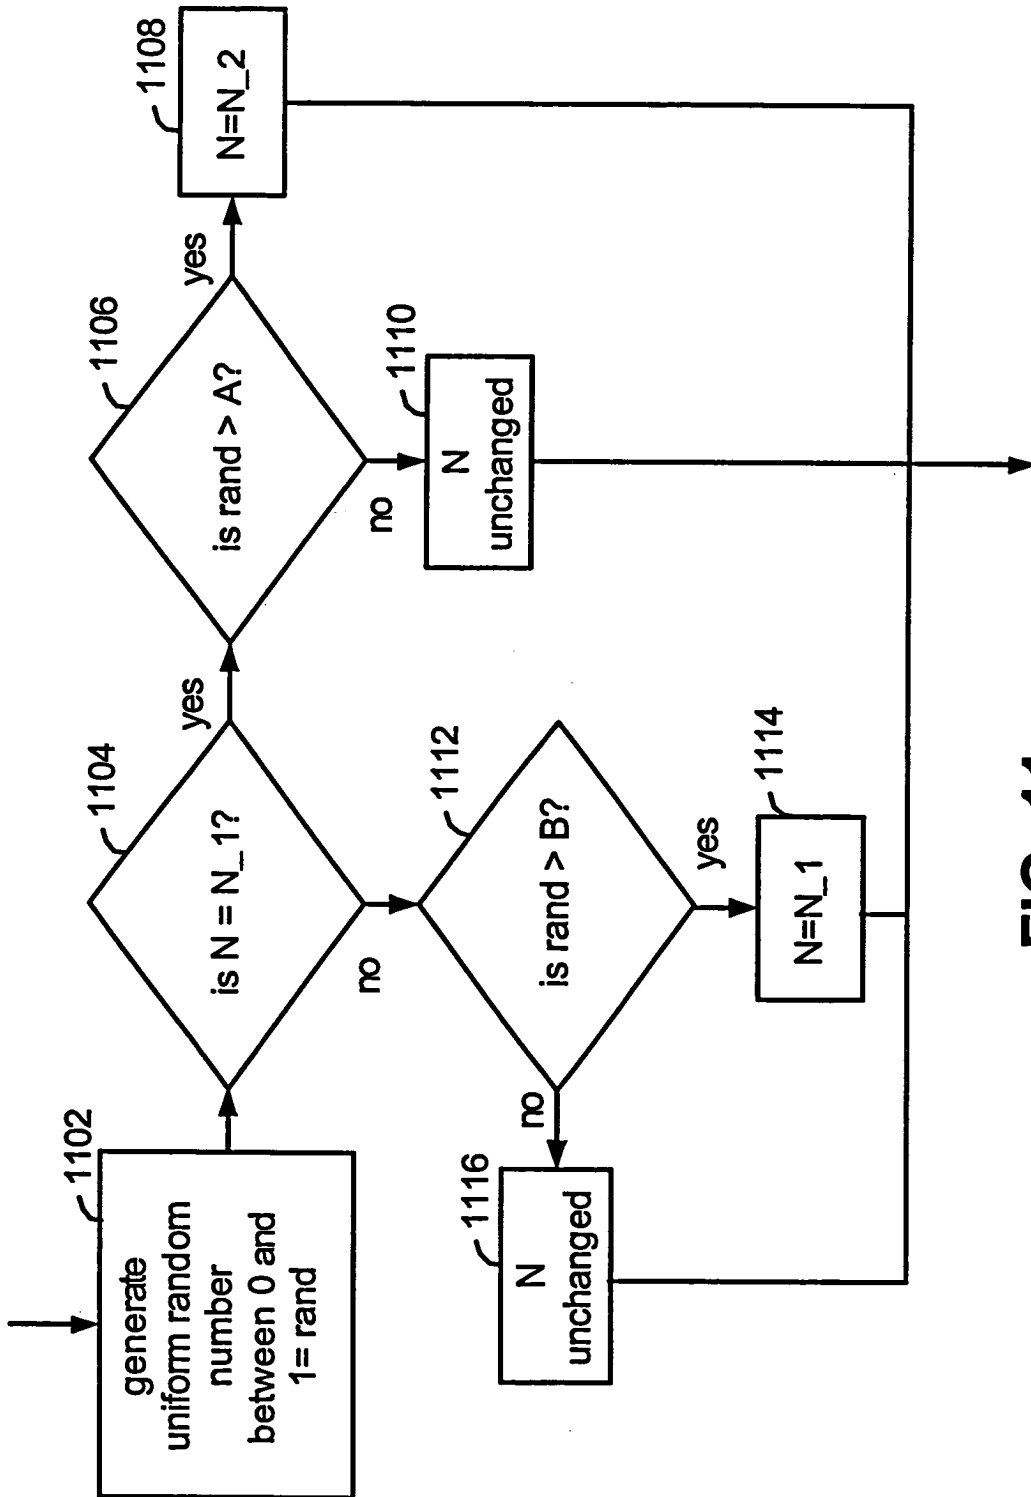 1102
generate
uniform random
number
between 0 and
1= rand
1104
is N = N_1?
yes
no
1106
is rand > A?
yes
no
1108
N=N_2
1110
N
unchanged
1112
is rand > B?
no
yes
1116
N
unchanged
1114
N=N_1